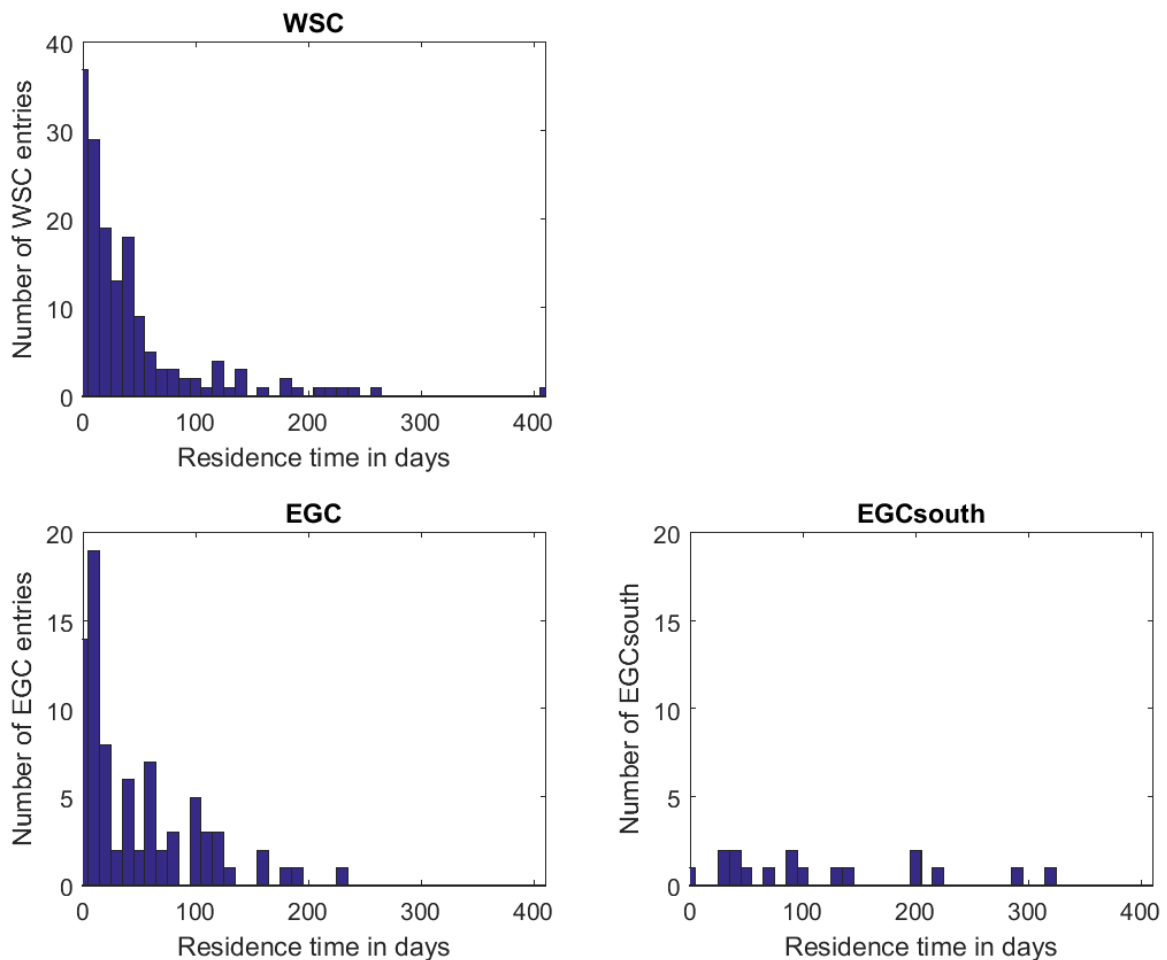 WSC
40
30
20
10
0
Number of WSC entries
0 100 200 300 400
Residence time in days
EGC
20
15
10
5
0
Number of EGC entries
0 100 200 300 400
Residence time in days
EGCsouth
20
15
10
5
0
Number of EGCsouth
0 100 200 300 400
Residence time in days